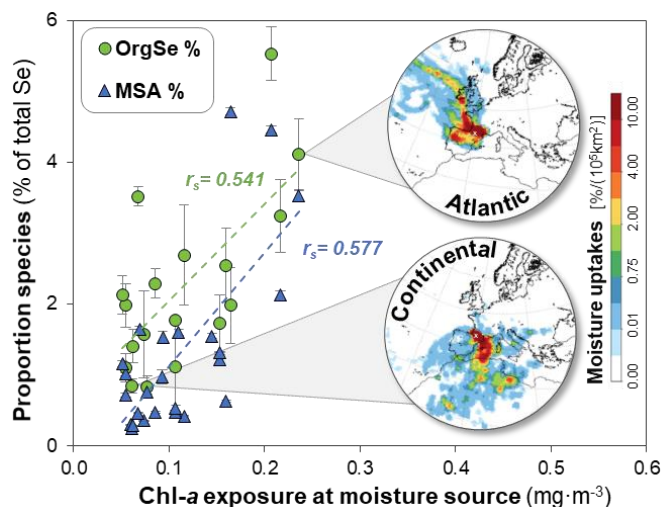 6
4
2
0
Proportion species (% of total Se)
OrgSe %
MSA %
rs= 0.541
rs= 0.577
Atlantic
Continental
Moisture uptakes [%/(10⁵km²)]
10.00
4.00
2.00
0.75
0.01
0.00
0.0 0.1 0.2 0.3 0.4 0.5 0.6
Chl-a exposure at moisture source (mg·m⁻³)